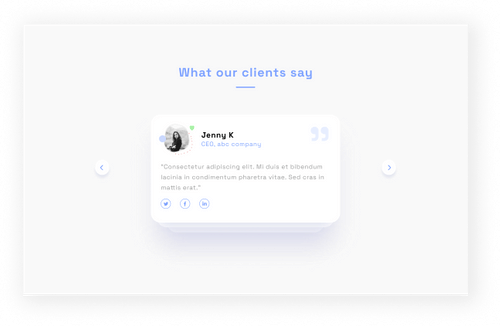 What our clients say
Jenny K
CEO, abc company
"Consectetur adipiscing elit. Mi duis et bibendum
lacinia in condimentum pharetra vitae. Sed cras in
mattis erat."